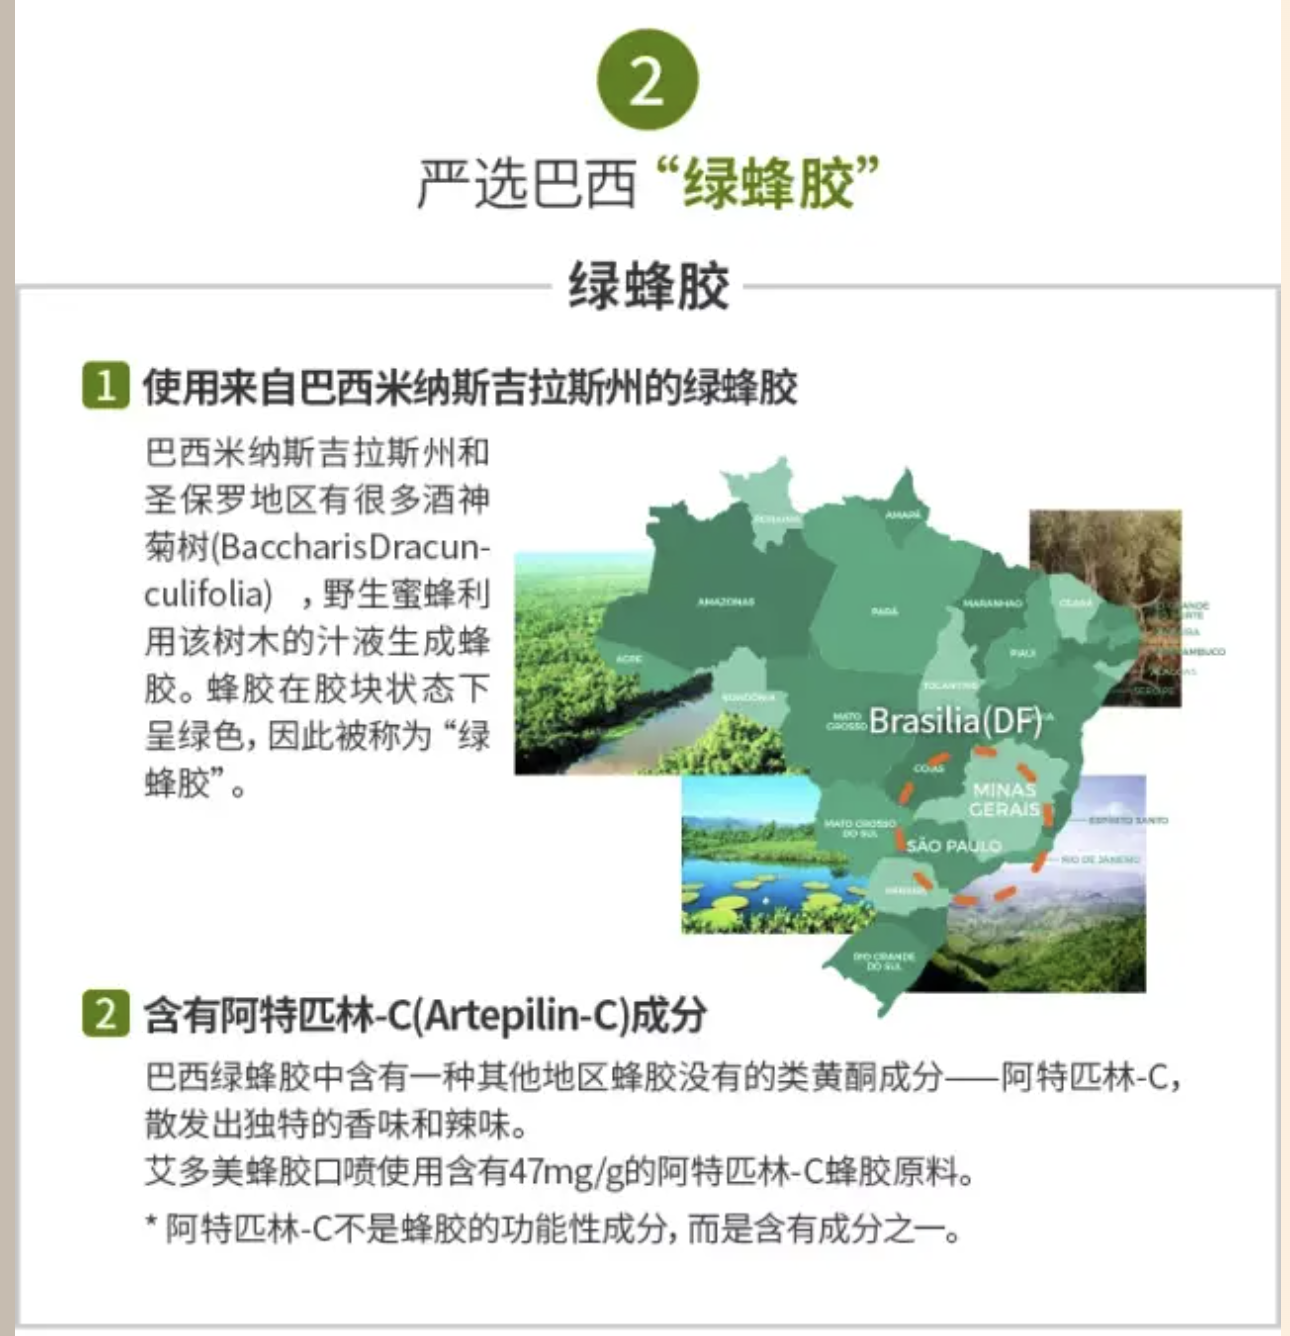 2
严选巴西“绿蜂胶”
绿蜂胶
1 使用来自巴西米纳斯吉拉斯州的绿蜂胶
巴西米纳斯吉拉斯州和
圣保罗地区有很多酒神
菊树(BaccharisDracun-
culifolia) ，野生蜜蜂利
用该树木的汁液生成蜂
胶。蜂胶在胶块状态下
呈绿色，因此被称为“绿
蜂胶”。
RORAIMA
AMAPÁ
AMAZONAS
PARÁ
MARANHAO
CEARÁ
ACRE
PIAUI
RONDÔNIA
TOCANTINS
MATO
GROSSO
Brasilia(DF)
GOIAS
MINAS
GERAIS
MATO GROSSO
DO SUL
SÃO PAULO
ESPÍRITO SANTO
RIO DE JANEIRO
PARANÁ
RIO GRANDE
DO SUL
ALAGOAS
SERGIPE
2 含有阿特匹林-C(Artepilin-C)成分
巴西绿蜂胶中含有一种其他地区蜂胶没有的类黄酮成分——阿特匹林-C，
散发出独特的香味和辣味。
艾多美蜂胶口喷使用含有47mg/g的阿特匹林-C蜂胶原料。
* 阿特匹林-C不是蜂胶的功能性成分，而是含有成分之一。